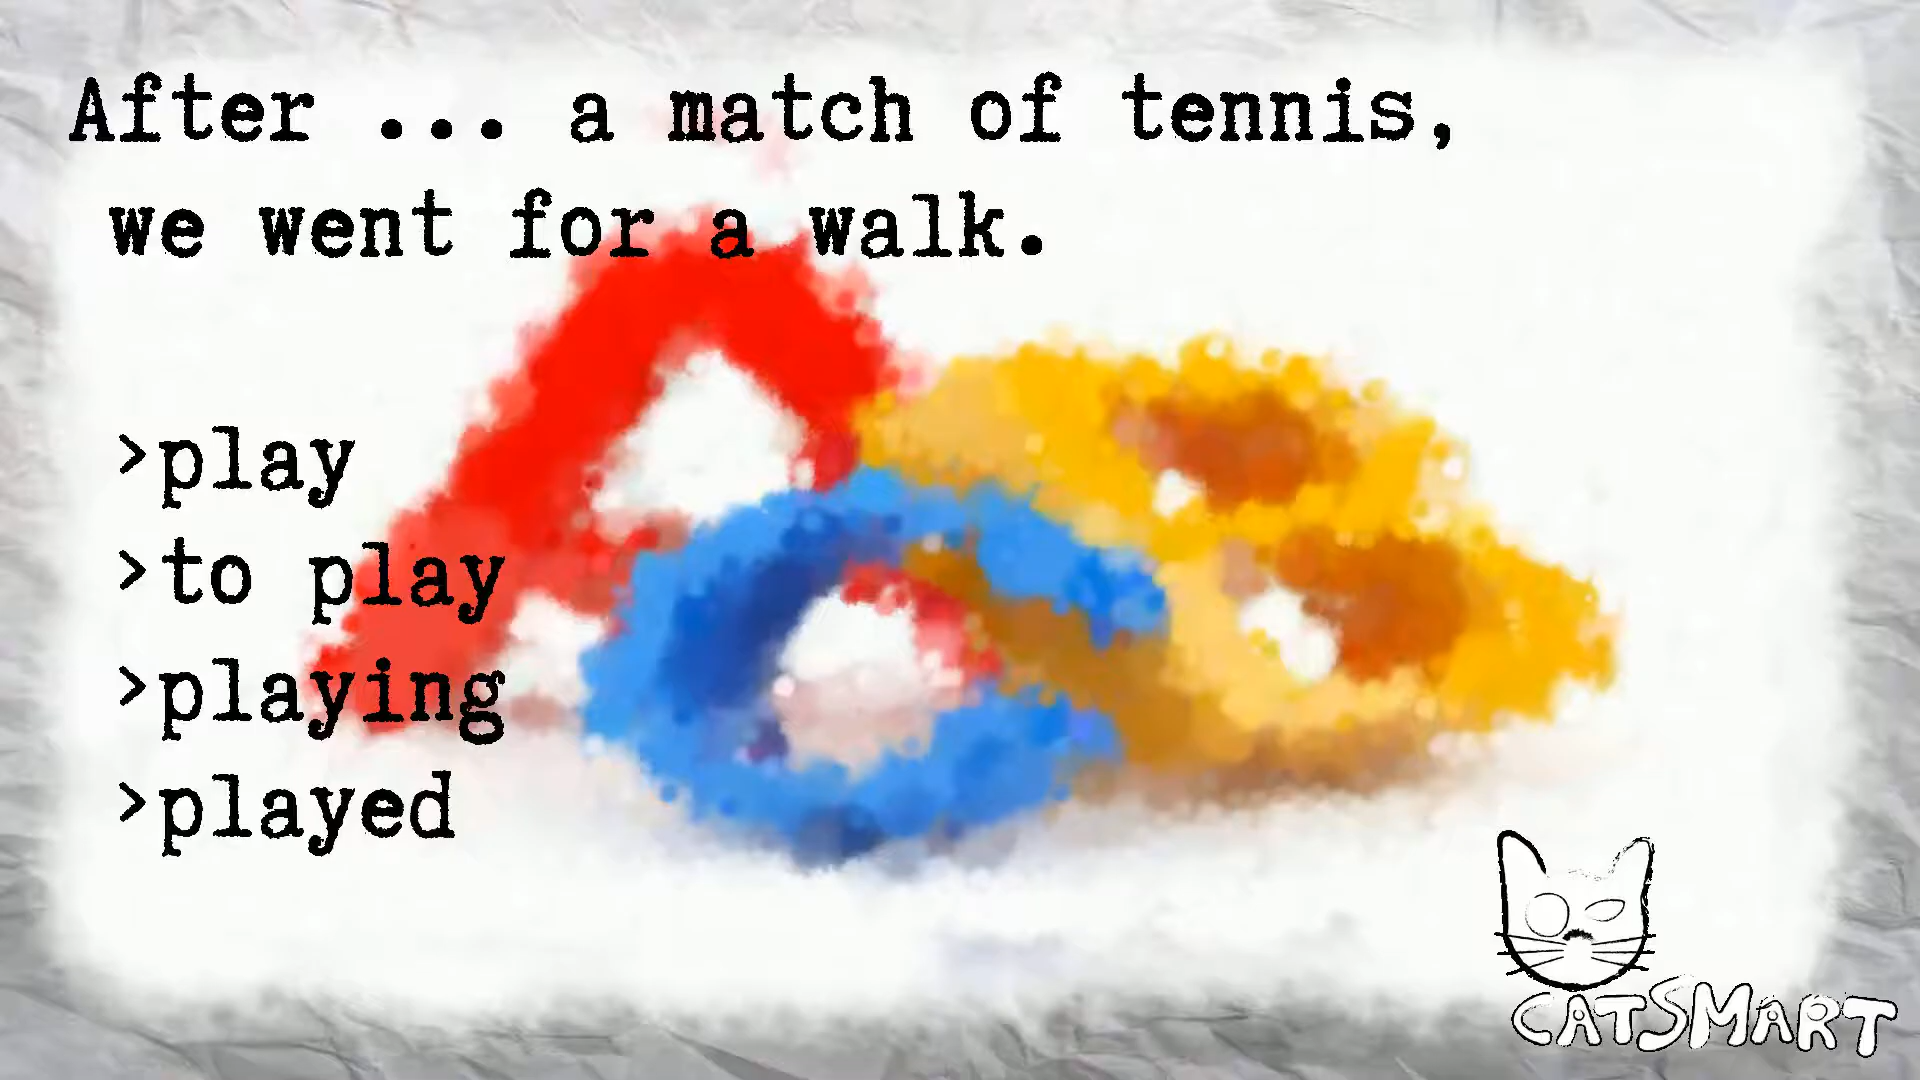 After ... a match of tennis,
we went for a walk.
>play
>to play
>playing
>played
CATSMART